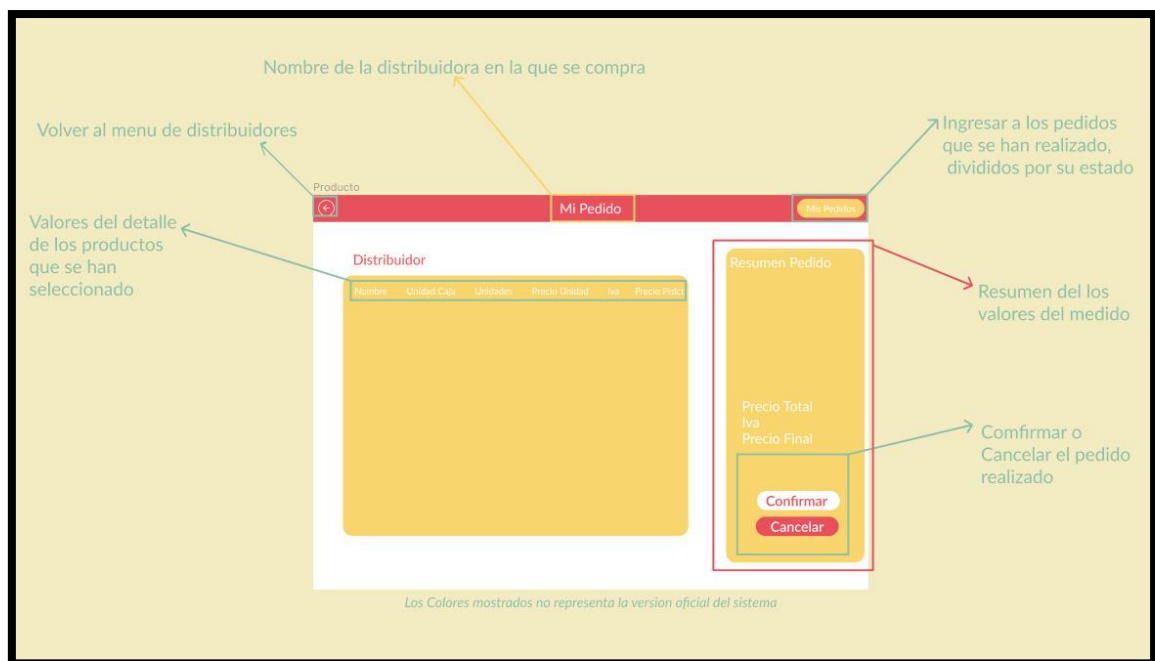 Nombre de la distribuidora en la que se compra
Volver al menu de distribuidores
Ingresar a los pedidos
que se han realizado,
divididos por su estado
Producto
Mi Pedido
Mis Pedidos
Valores del detalle
de los productos
que se han
seleccionado
Distribuidor
Nombre Unidad Caja Unidades Precio Unidad Iva Precio Prdct
Resumen Pedido
Resumen del los
valores del medido
Precio Total
Iva
Precio Final
Comfirmar o
Cancelar el pedido
realizado
Confirmar
Cancelar
Los Colores mostrados no representa la version oficial del sistema